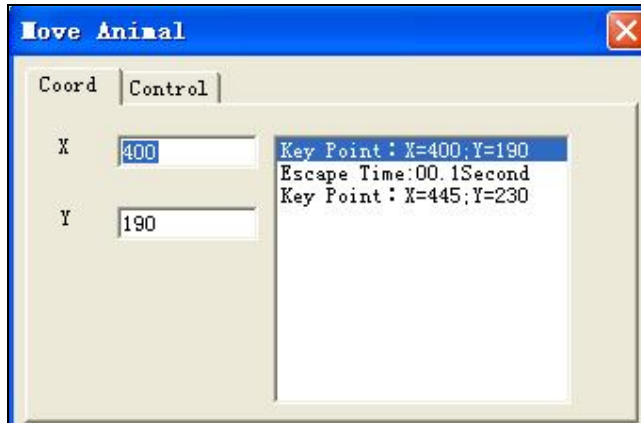 Move Animal
Coord Control
X 400
Y 190
Key Point：X=400;Y=190
Escape Time:00.1Second
Key Point：X=445;Y=230